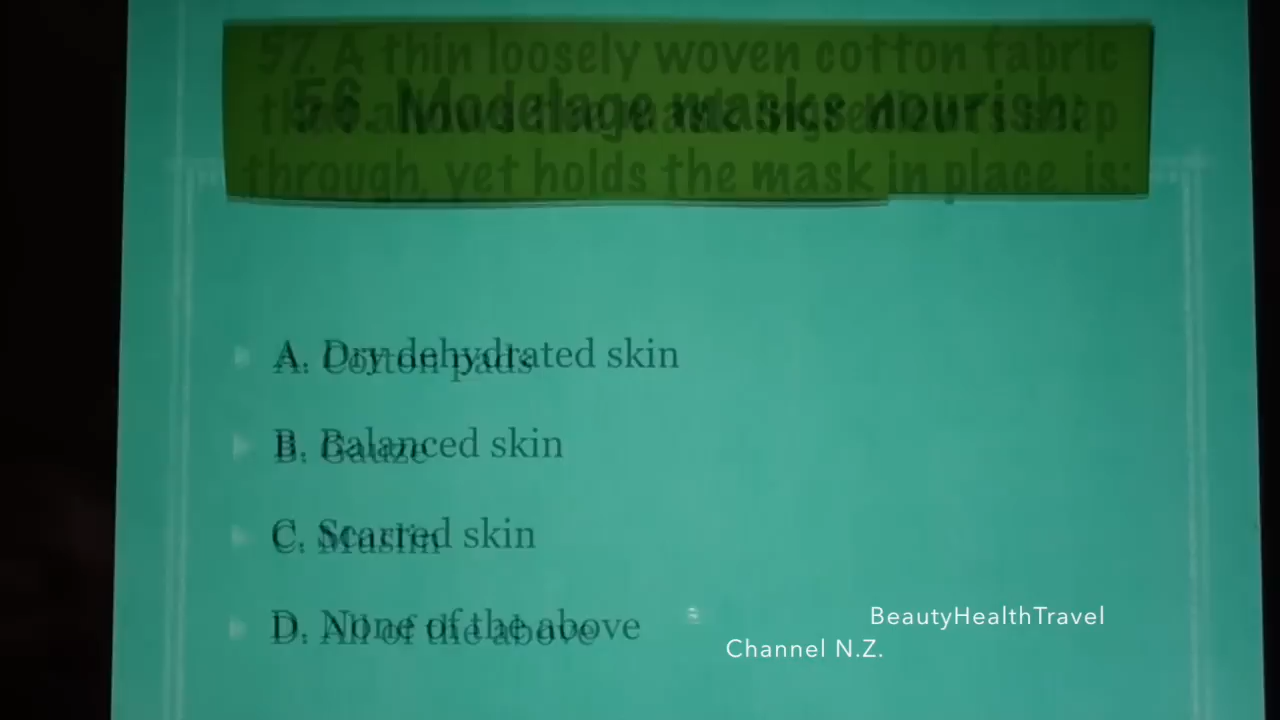 57. A thin loosely woven cotton fabric
56. Modelage masks nourish:
through, yet holds the mask in place, is:
A. Dry dehydrated skin
A. Cotton pads
B. Balanced skin
B. Gauze
C. Scarred skin
C. Muslin
D. None of the above
D. All of the above
BeautyHealthTravel
Channel N.Z.